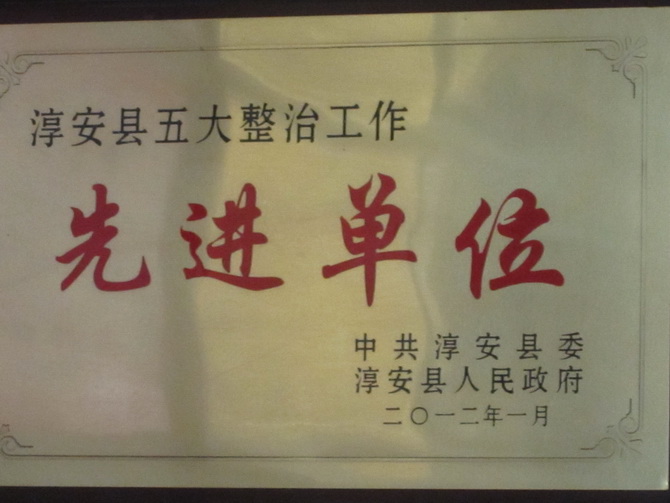 淳安县五大整治工作
先进单位
中共淳安县委
淳安县人民政府
二〇一二年一月